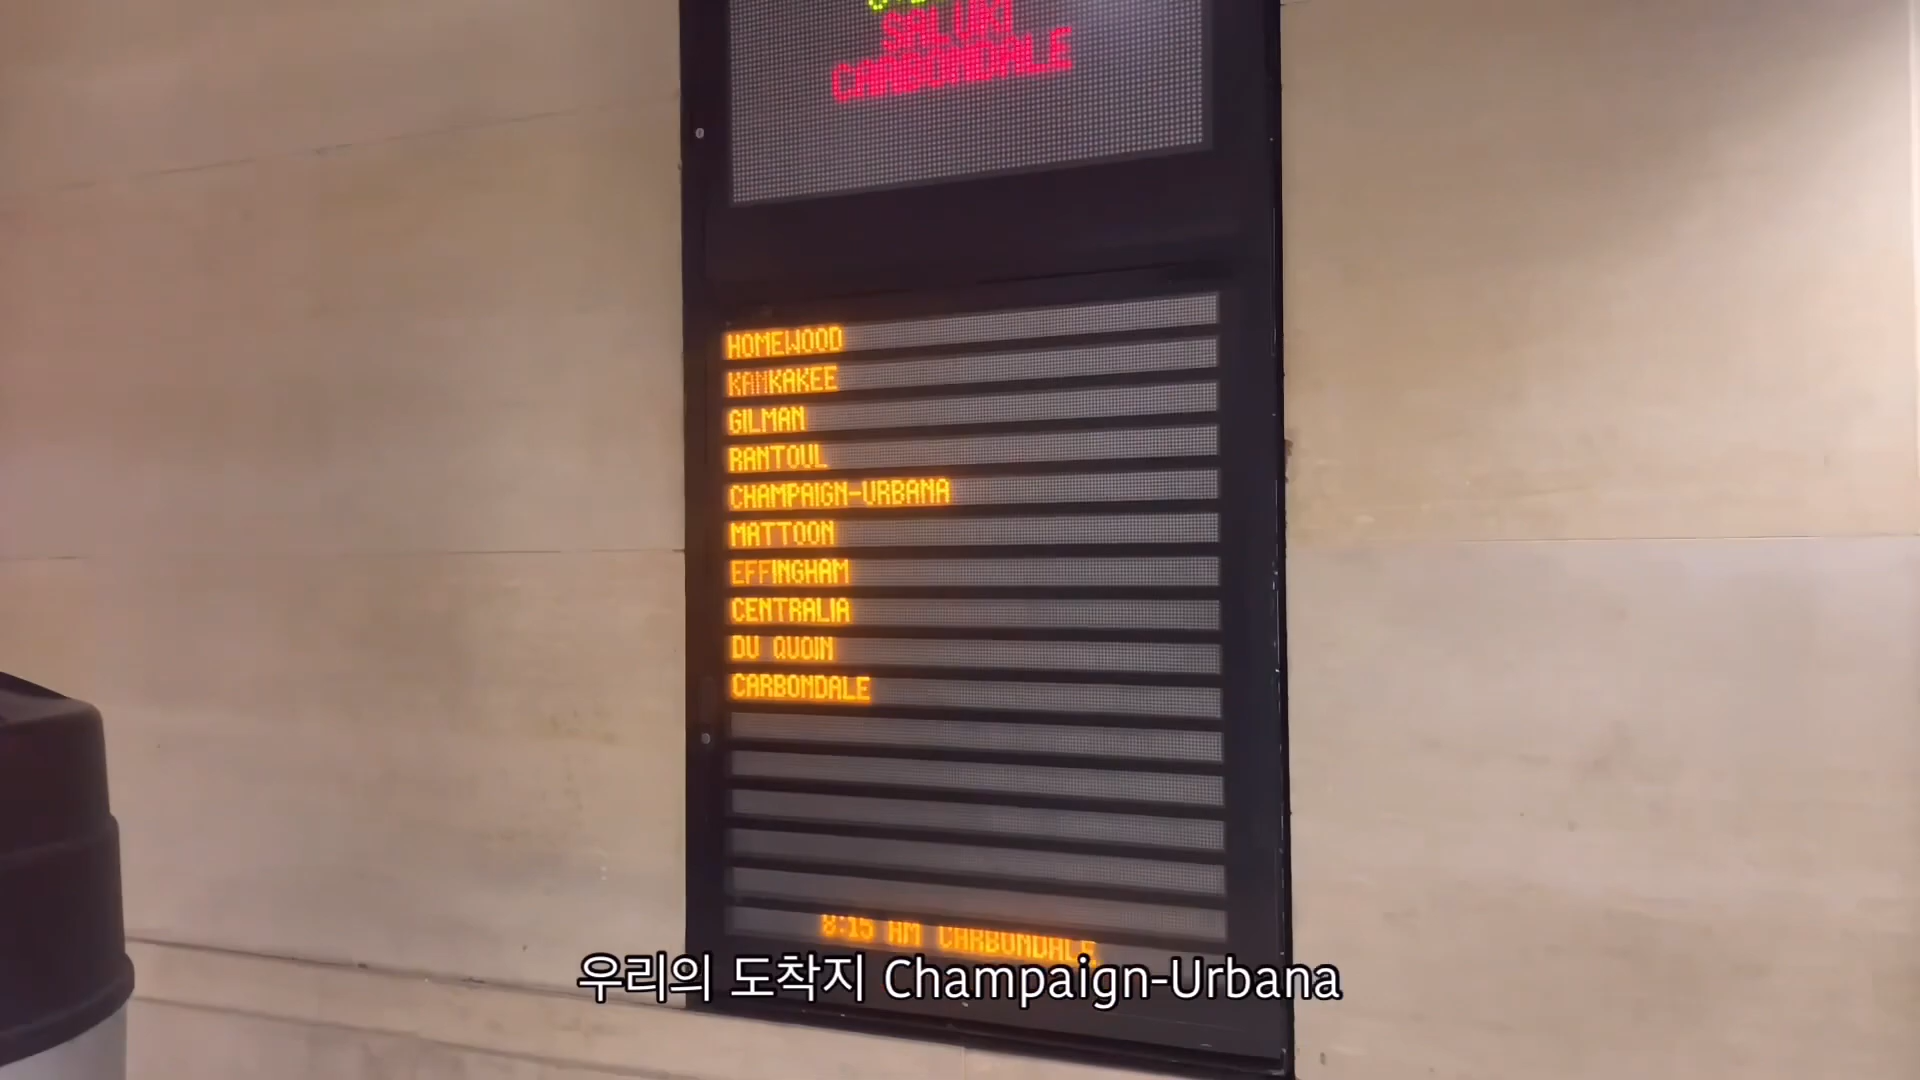 SALUKI
CARBONDALE
HOMEWOOD
KANKAKEE
GILMAN
RANTOUL
CHAMPAIGN-URBANA
MATTOON
EFFINGHAM
CENTRALIA
DU QUOIN
CARBONDALE
8:15 AM CARBONDALE
우리의 도착지 Champaign-Urbana